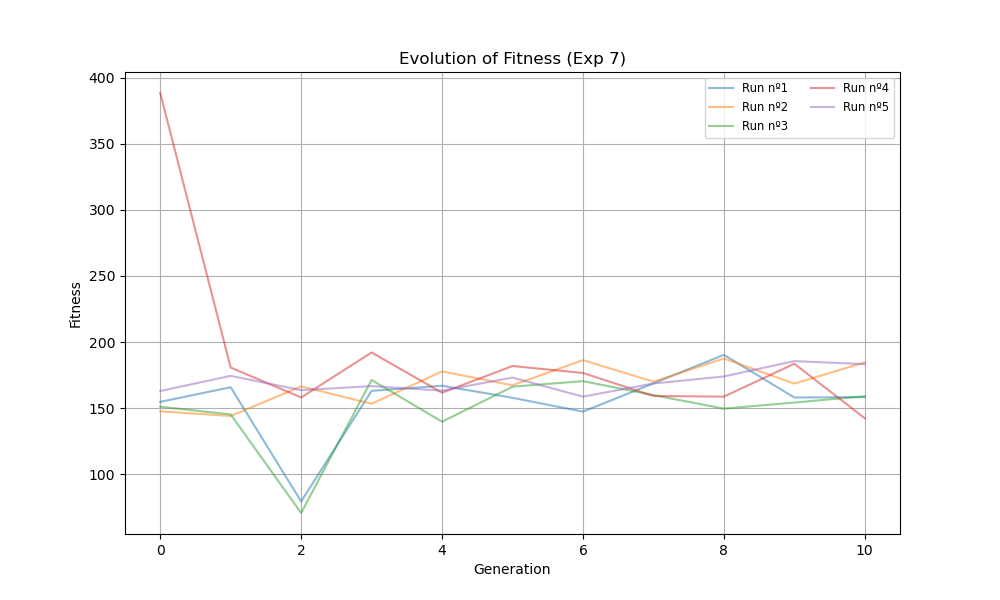 Evolution of Fitness (Exp 7)
400
350
300
250
200
150
100
Fitness
0 2 4 6 8 10
Generation
Run nº1
Run nº2
Run nº3
Run nº4
Run nº5